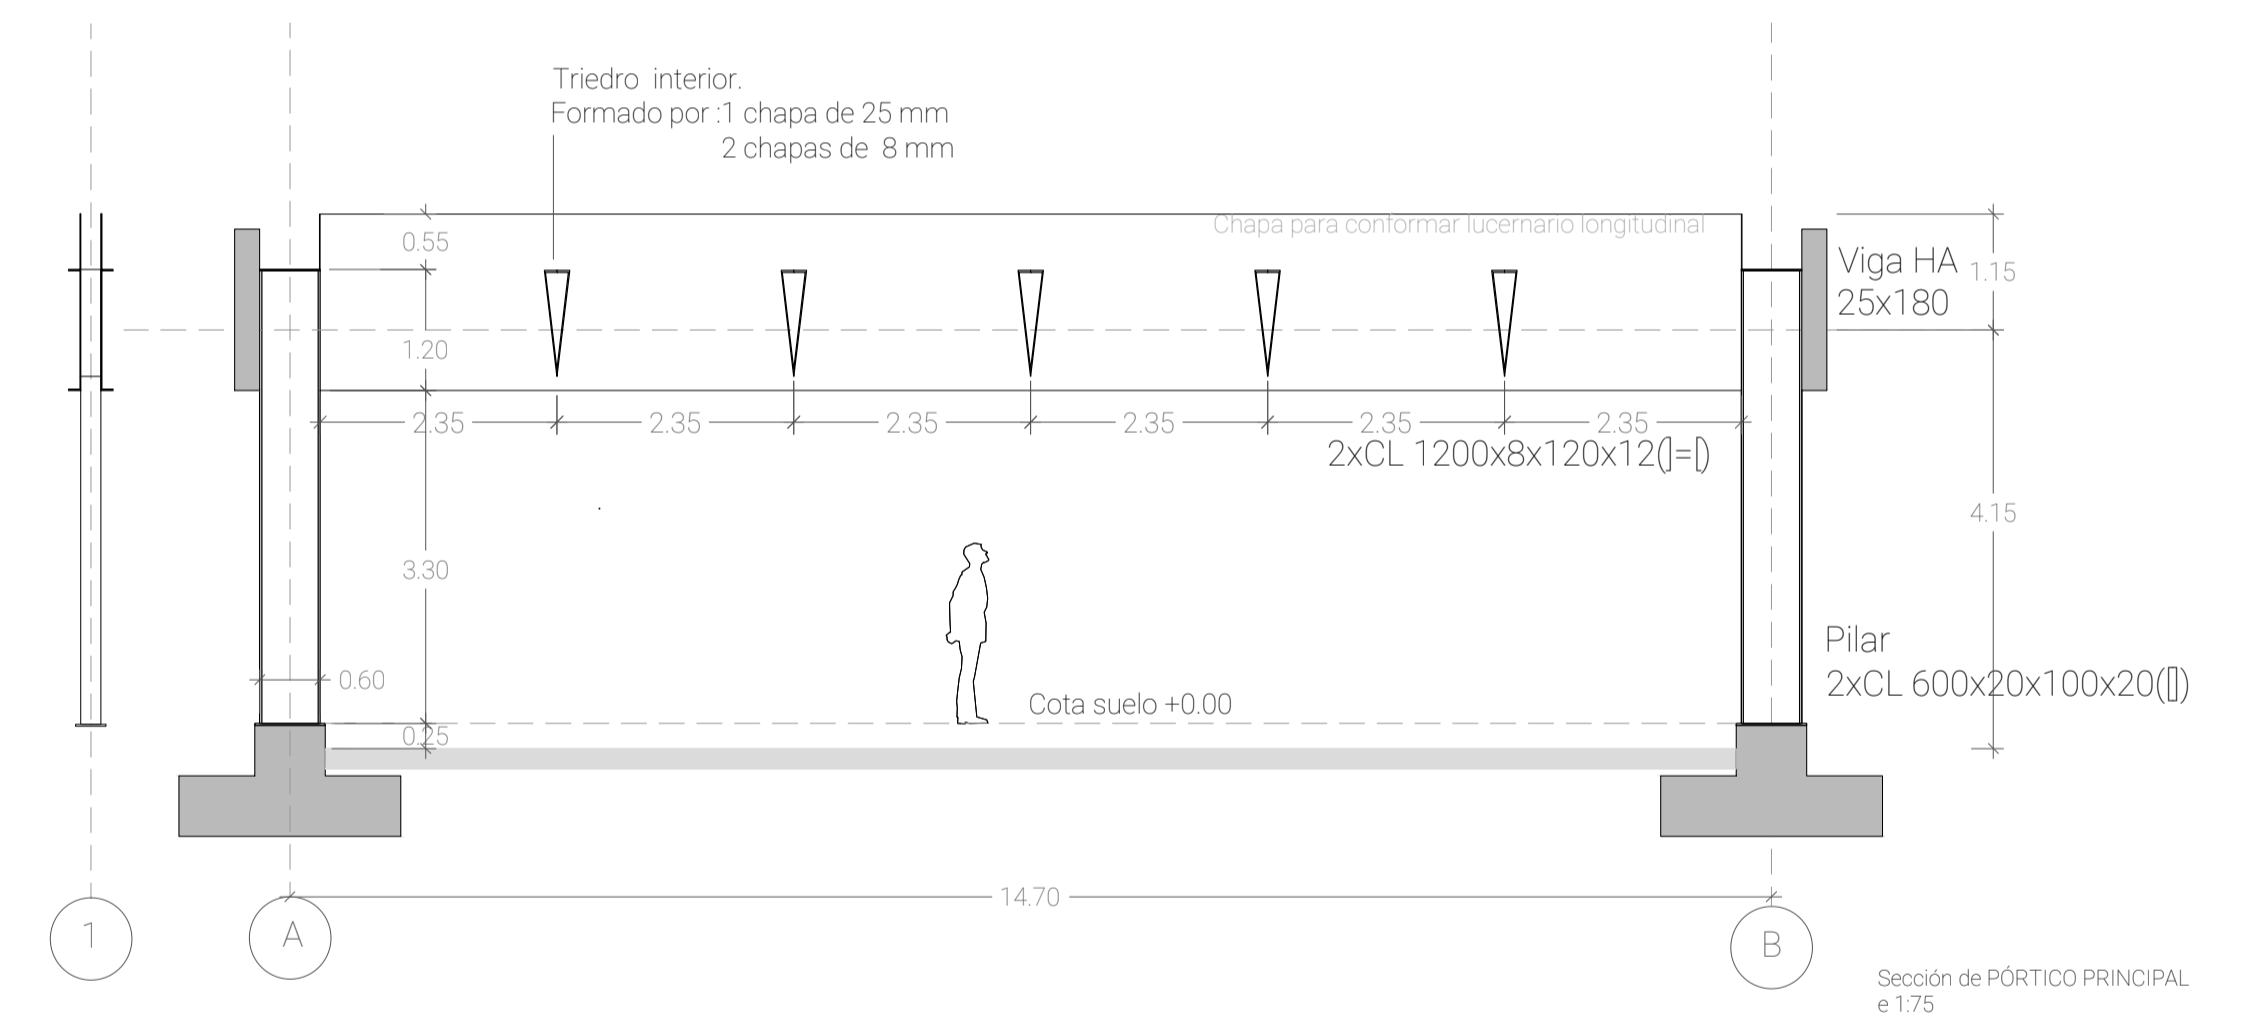 Triedro interior.
Formado por :1 chapa de 25 mm
2 chapas de 8 mm
Chapa para conformar lucernario longitudinal
0.55
Viga HA
25x180
1.15
1.20
2.35 2.35 2.35 2.35 2.35 2.35
2xCL 1200x8x120x12(]=[)
4.15
3.30
Pilar
2xCL 600x20x100x20([])
0.60
Cota suelo +0.00
0.25
14.70
1 A B
Sección de PÓRTICO PRINCIPAL
e 1:75